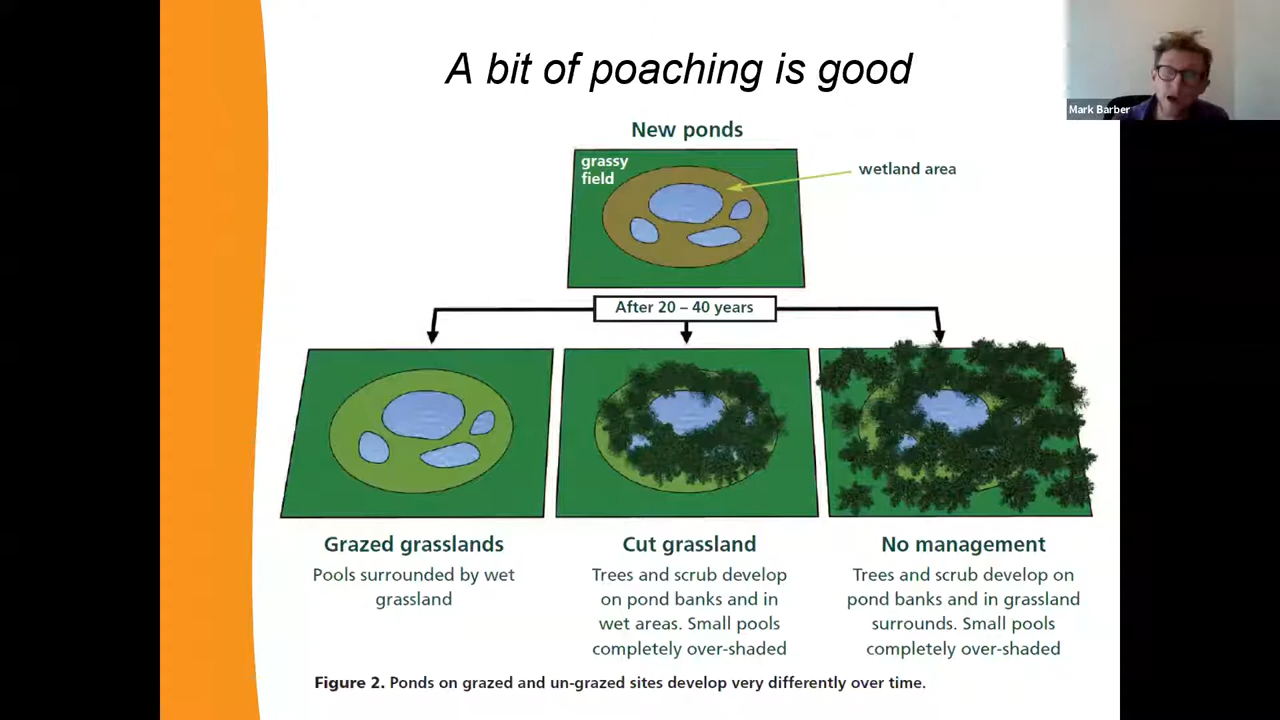 A bit of poaching is good
Mark Barber
New ponds
grassy
field
wetland area
After 20 – 40 years
Grazed grasslands
Pools surrounded by wet
grassland
Cut grassland
Trees and scrub develop
on pond banks and in
wet areas. Small pools
completely over-shaded
No management
Trees and scrub develop on
pond banks and in grassland
surrounds. Small pools
completely over-shaded
Figure 2. Ponds on grazed and un-grazed sites develop very differently over time.